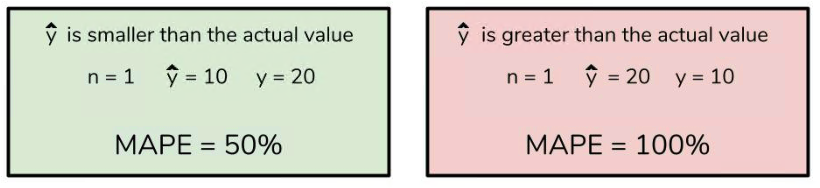 ŷ is smaller than the actual value
n = 1 ŷ = 10 y = 20
MAPE = 50%
ŷ is greater than the actual value
n = 1 ŷ = 20 y = 10
MAPE = 100%